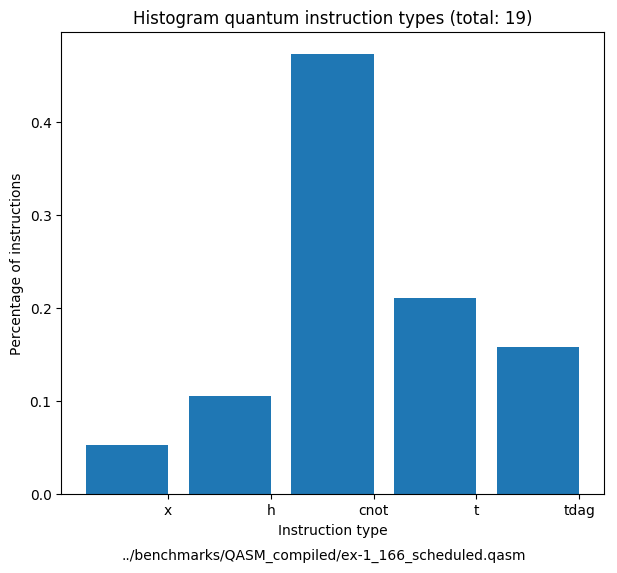 Histogram quantum instruction types (total: 19)
Percentage of instructions
0.4
0.3
0.2
0.1
0.0
x h cnot t tdag
Instruction type
../benchmarks/QASM_compiled/ex-1_166_scheduled.qasm